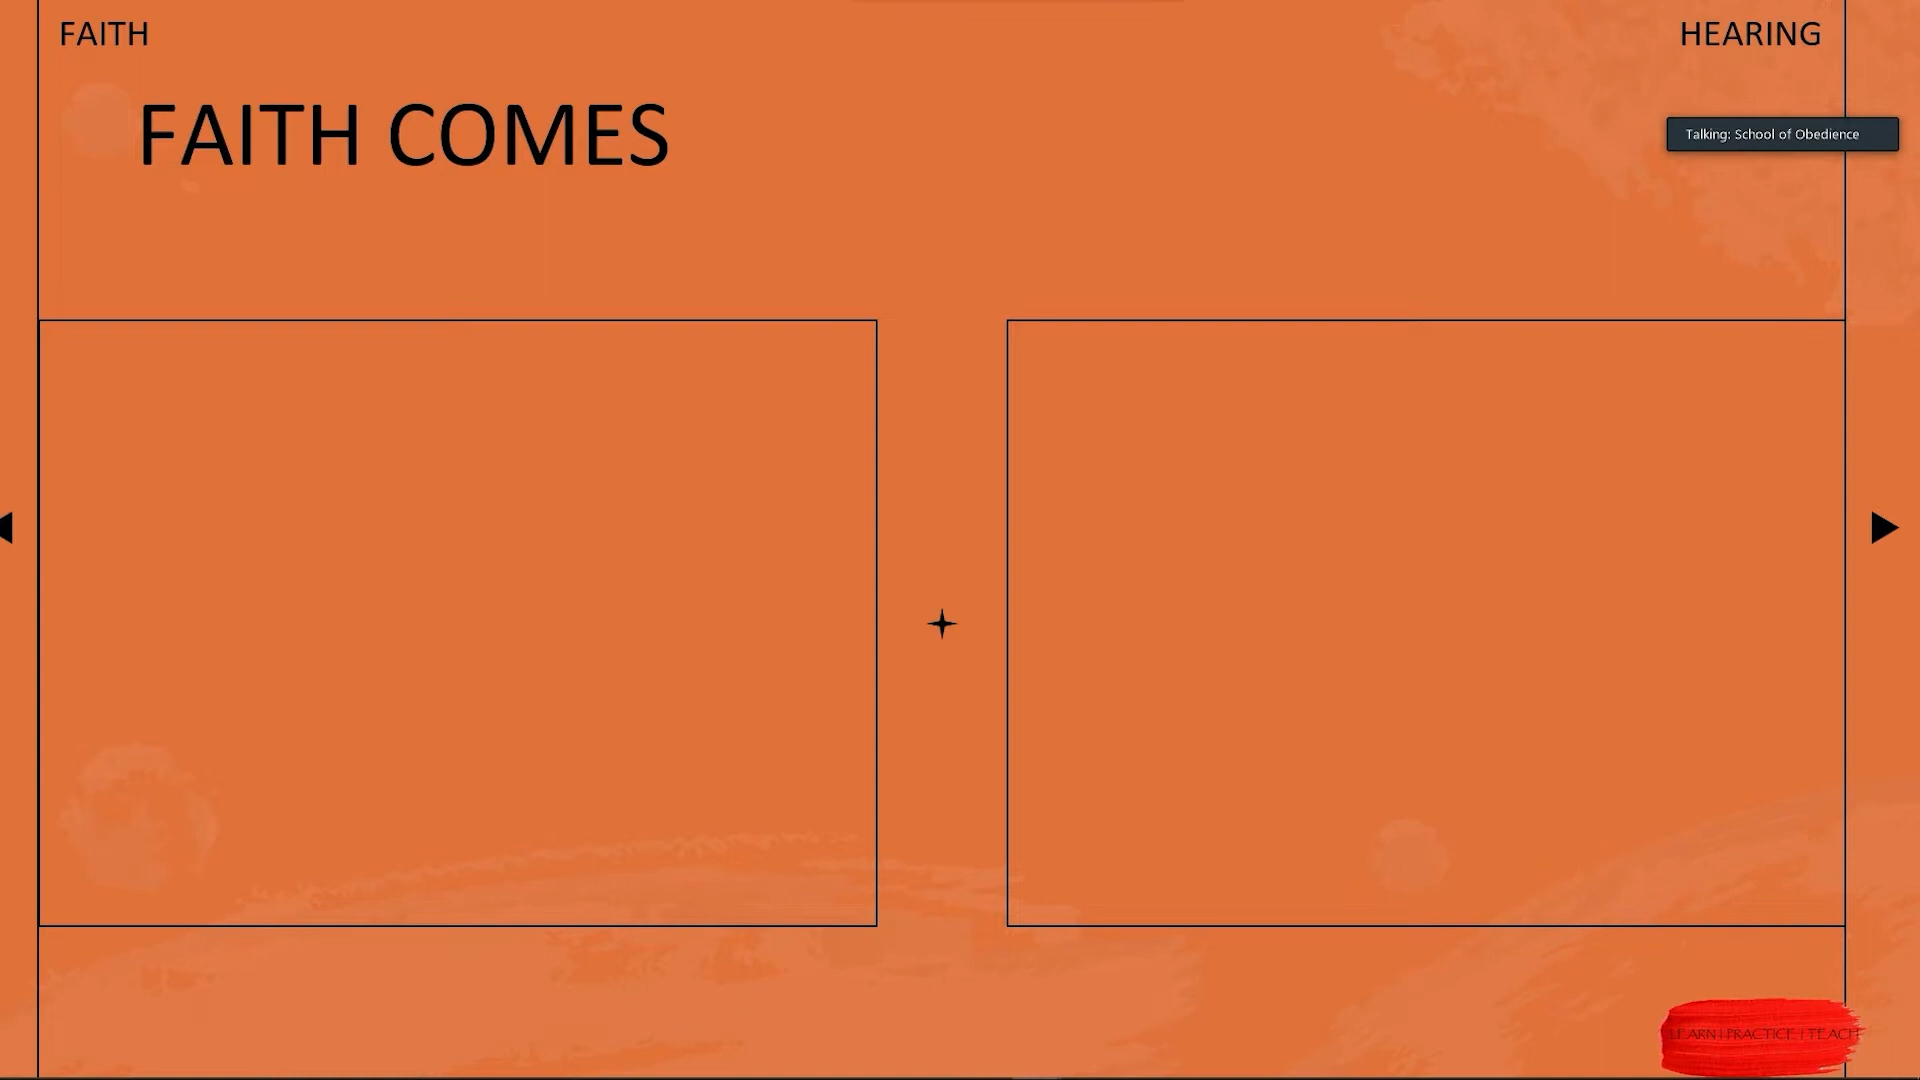 FAITH
HEARING
FAITH COMES
Talking: School of Obedience
LEARN | PRACTICE | TEACH